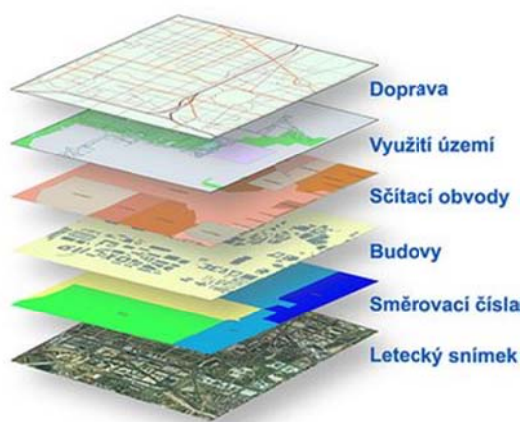 Doprava
Využití území
Sčítací obvody
Budovy
Směrovací čísla
Letecký snímek